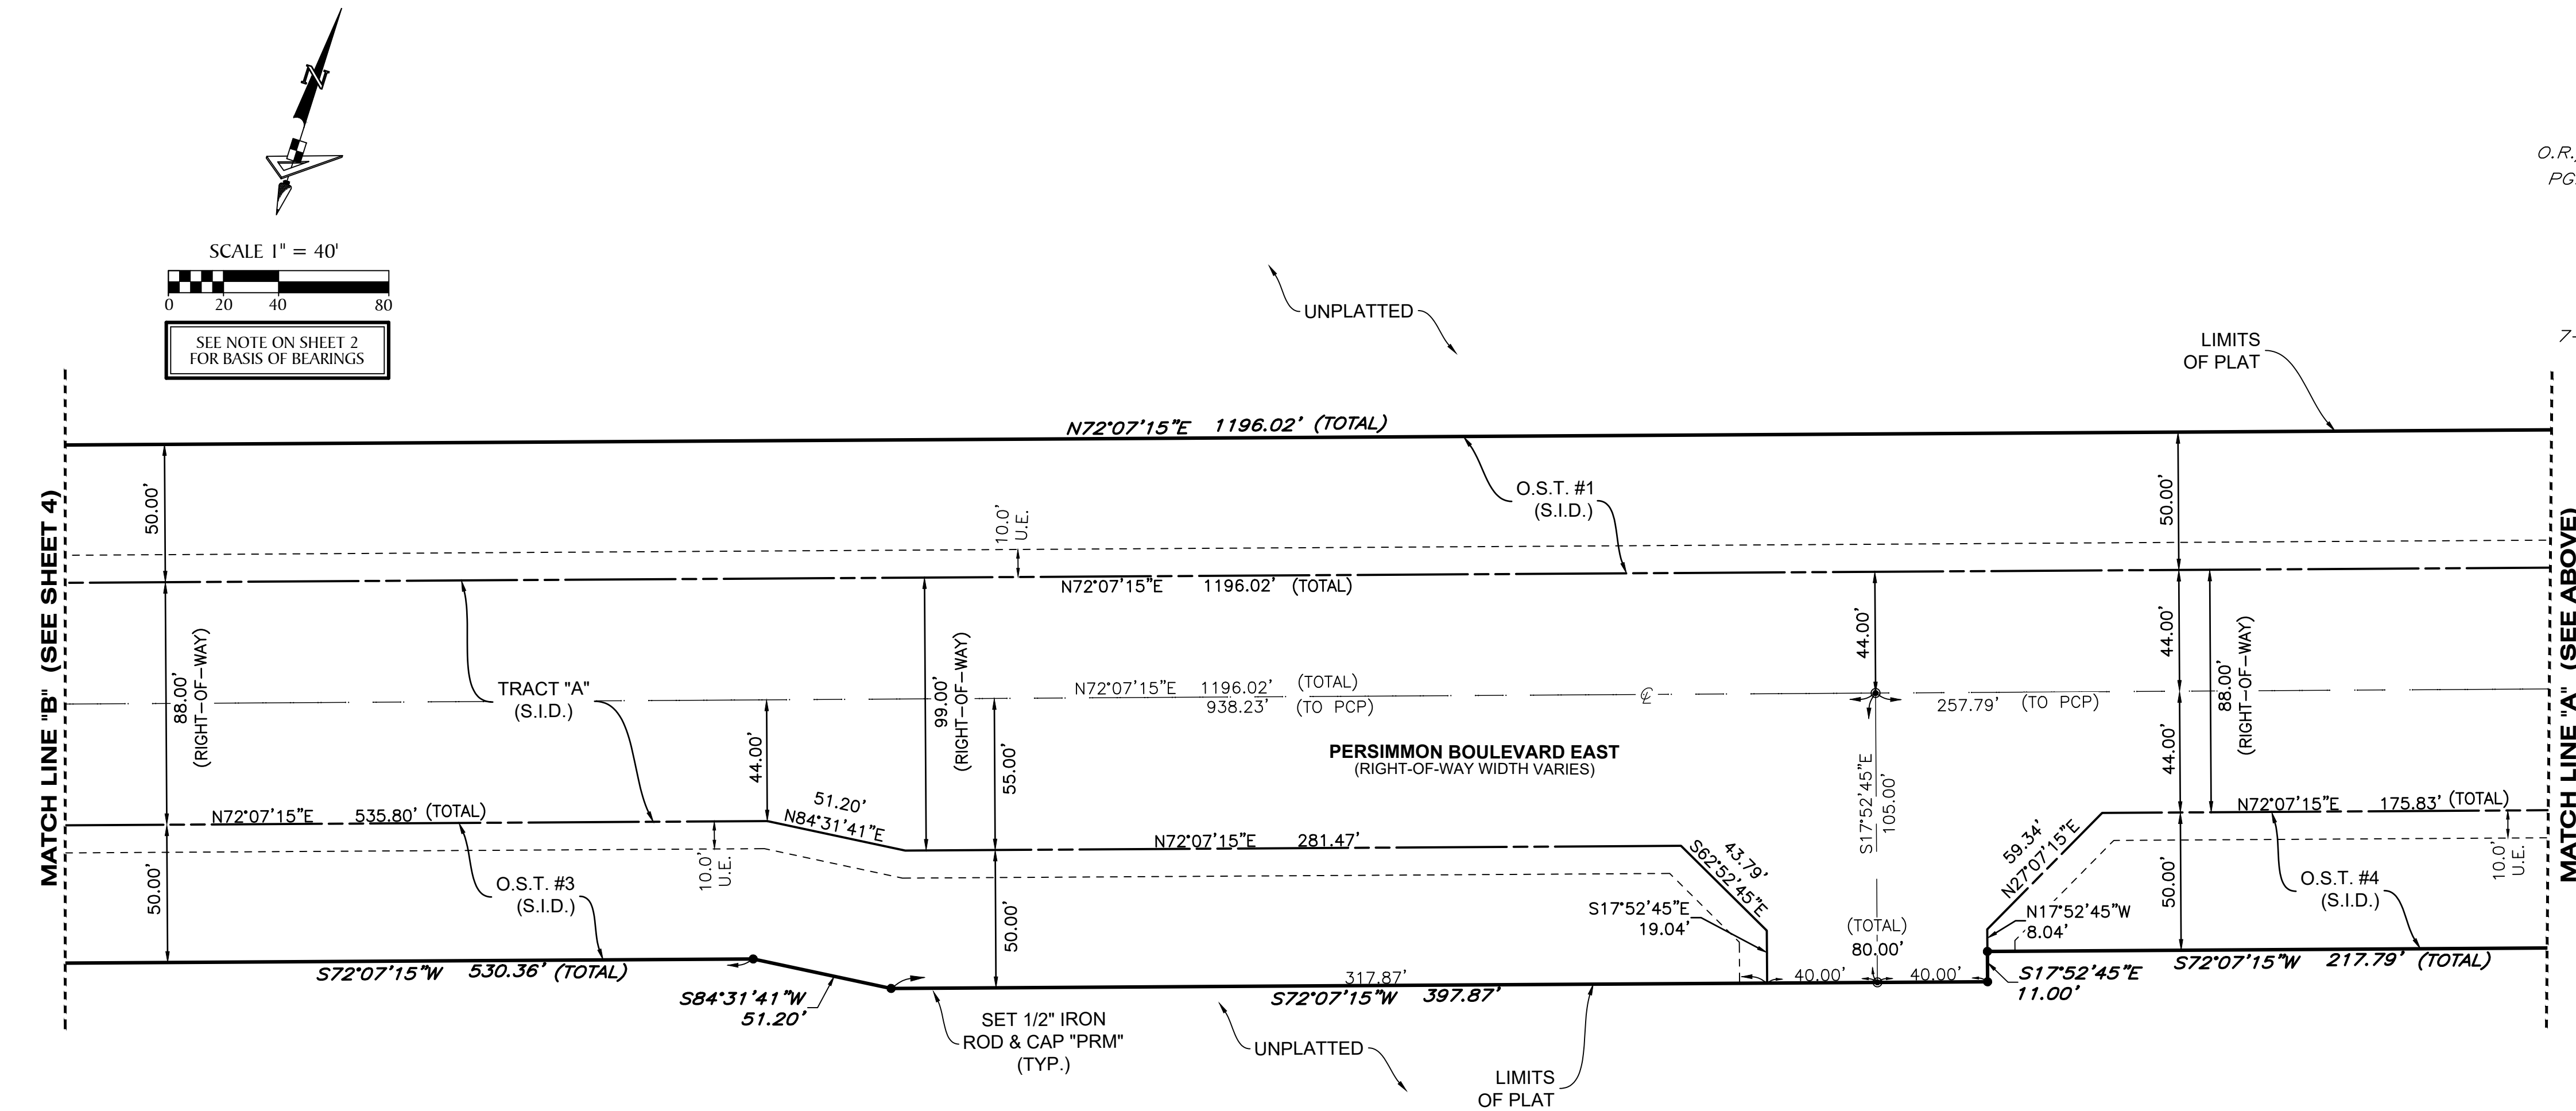 N
SCALE 1" = 40'
0 20 40 80
SEE NOTE ON SHEET 2
FOR BASIS OF BEARINGS
UNPLATTED
O.R.
PG.
7-
LIMITS
OF PLAT
N72°07'15"E 1196.02' (TOTAL)
MATCH LINE "B" (SEE SHEET 4)
MATCH LINE "A" (SEE ABOVE)
50.00'
10.0'
U.E.
O.S.T. #1
(S.I.D.)
50.00'
N72°07'15"E 1196.02' (TOTAL)
88.00'
(RIGHT-OF-WAY)
TRACT "A"
(S.I.D.)
44.00'
99.00'
(RIGHT-OF-WAY)
55.00'
N72°07'15"E 1196.02' (TOTAL)
938.23' (TO PCP)
44.00'
257.79' (TO PCP)
44.00'
44.00'
88.00'
(RIGHT-OF-WAY)
PERSIMMON BOULEVARD EAST
(RIGHT-OF-WAY WIDTH VARIES)
S17°52'45"E
105.00'
N72°07'15"E 535.80' (TOTAL)
51.20'
N84°31'41"E
N72°07'15"E 281.47'
43.79'
S62°52'45"E
59.34'
N27°07'15"E
N72°07'15"E 175.83' (TOTAL)
50.00'
10.0'
U.E.
O.S.T. #3
(S.I.D.)
50.00'
S17°52'45"E
19.04'
(TOTAL)
80.00'
N17°52'45"W
8.04'
50.00'
O.S.T. #4
(S.I.D.)
10.0'
U.E.
S72°07'15"W 530.36' (TOTAL)
S84°31'41"W
51.20'
317.87'
S72°07'15"W 397.87'
40.00' 40.00'
S17°52'45"E
11.00'
S72°07'15"W 217.79' (TOTAL)
SET 1/2" IRON
ROD & CAP "PRM"
(TYP.)
UNPLATTED
LIMITS
OF PLAT